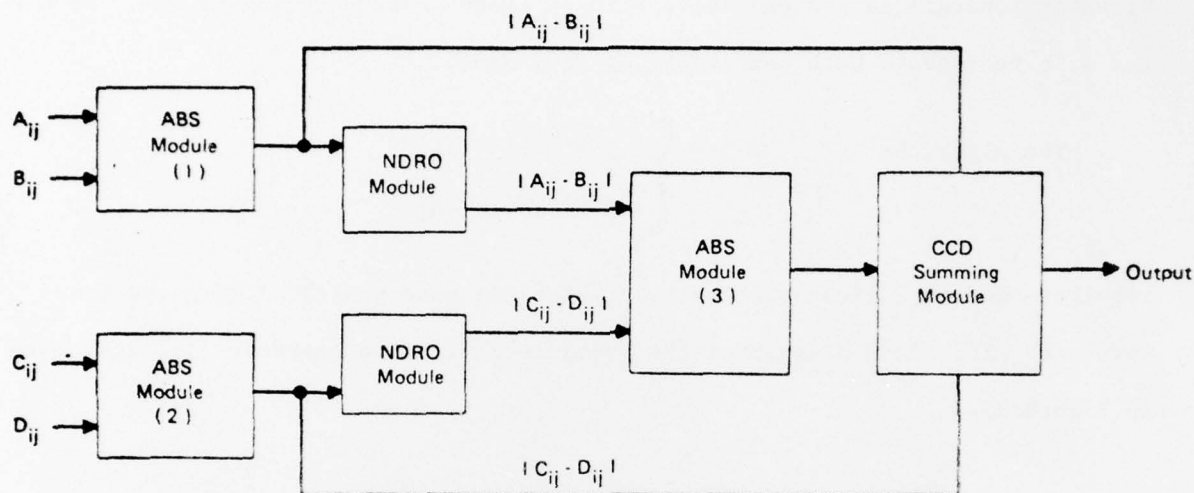 | A_ij - B_ij |
A_ij
B_ij
ABS
Module
(1)
NDRO
Module
| A_ij - B_ij |
ABS
Module
(3)
CCD
Summing
Module
Output
C_ij
D_ij
ABS
Module
(2)
NDRO
Module
| C_ij - D_ij |
| C_ij - D_ij |